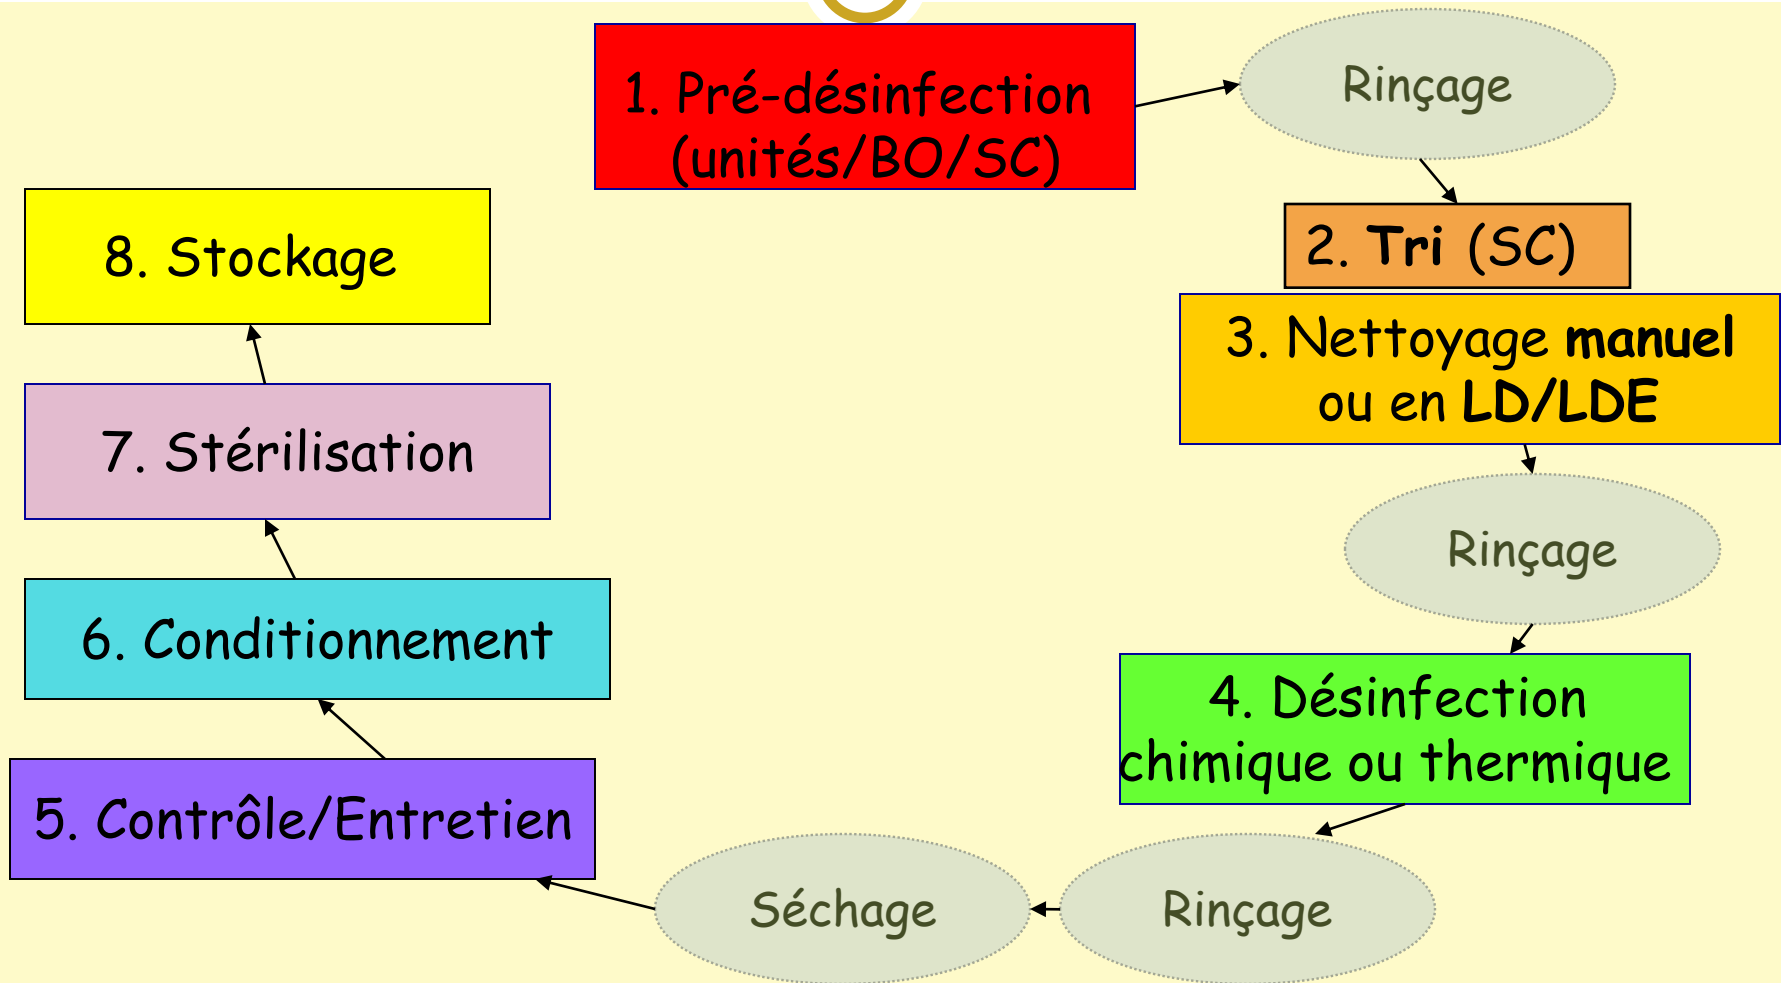 1. Pré-désinfection
(unités/BO/SC)
Rinçage
2. Tri (SC)
3. Nettoyage manuel
ou en LD/LDE
Rinçage
4. Désinfection
chimique ou thermique
Rinçage
Séchage
5. Contrôle/Entretien
6. Conditionnement
7. Stérilisation
8. Stockage